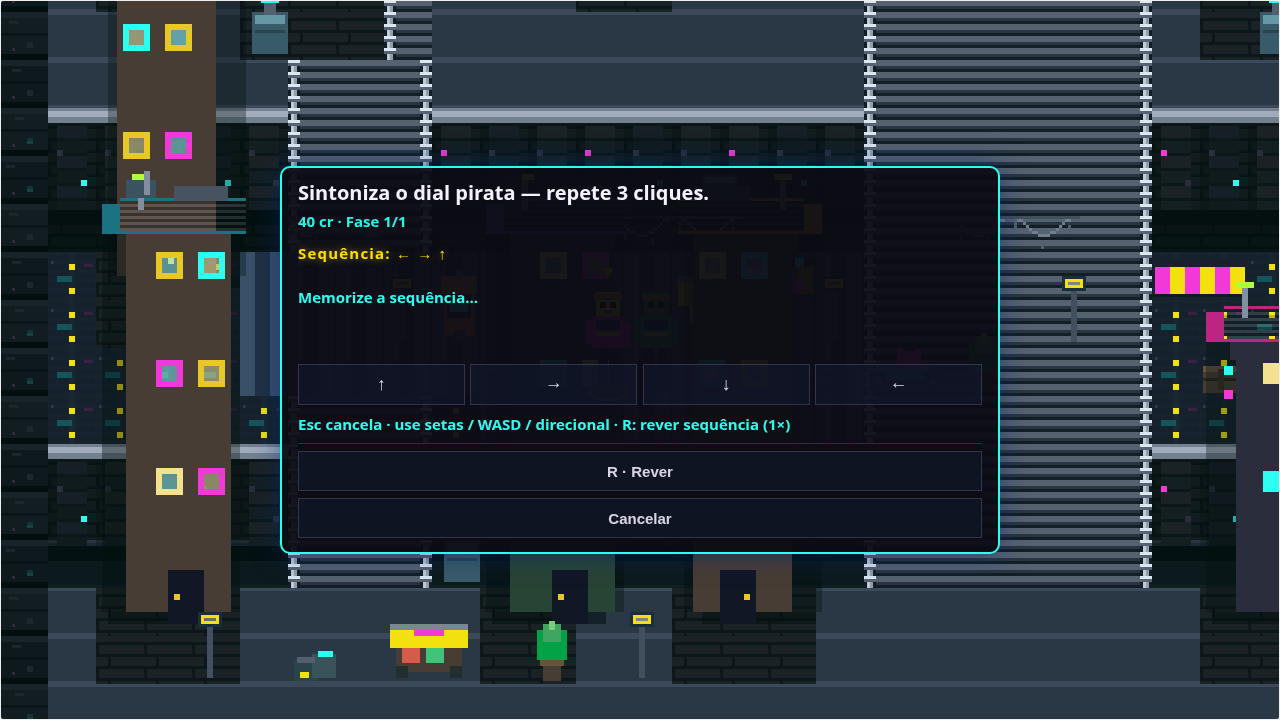 Sintoniza o dial pirata — repete 3 cliques.
40 cr · Fase 1/1
Sequência: ← → ↑
Memorize a sequência...
↑ → ↓ ←
Esc cancela · use setas / WASD / direcional · R: rever sequência (1×)
R · Rever
Cancelar